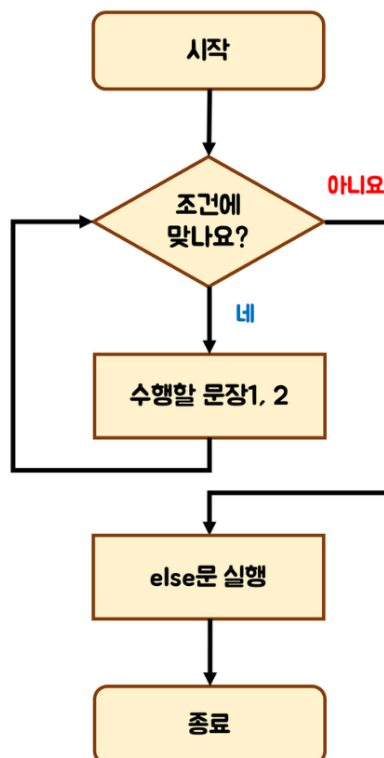 시작
조건에
맞나요?
아니요
네
수행할 문장1, 2
else문 실행
종료